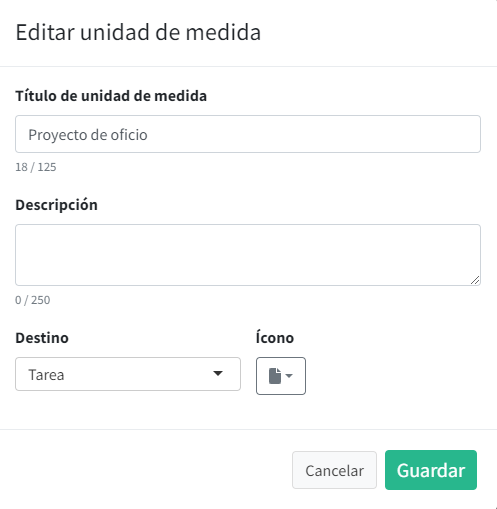 Editar unidad de medida
Título de unidad de medida
Proyecto de oficio
18 / 125
Descripción
0 / 250
Destino
Ícono
Tarea
Cancelar
Guardar